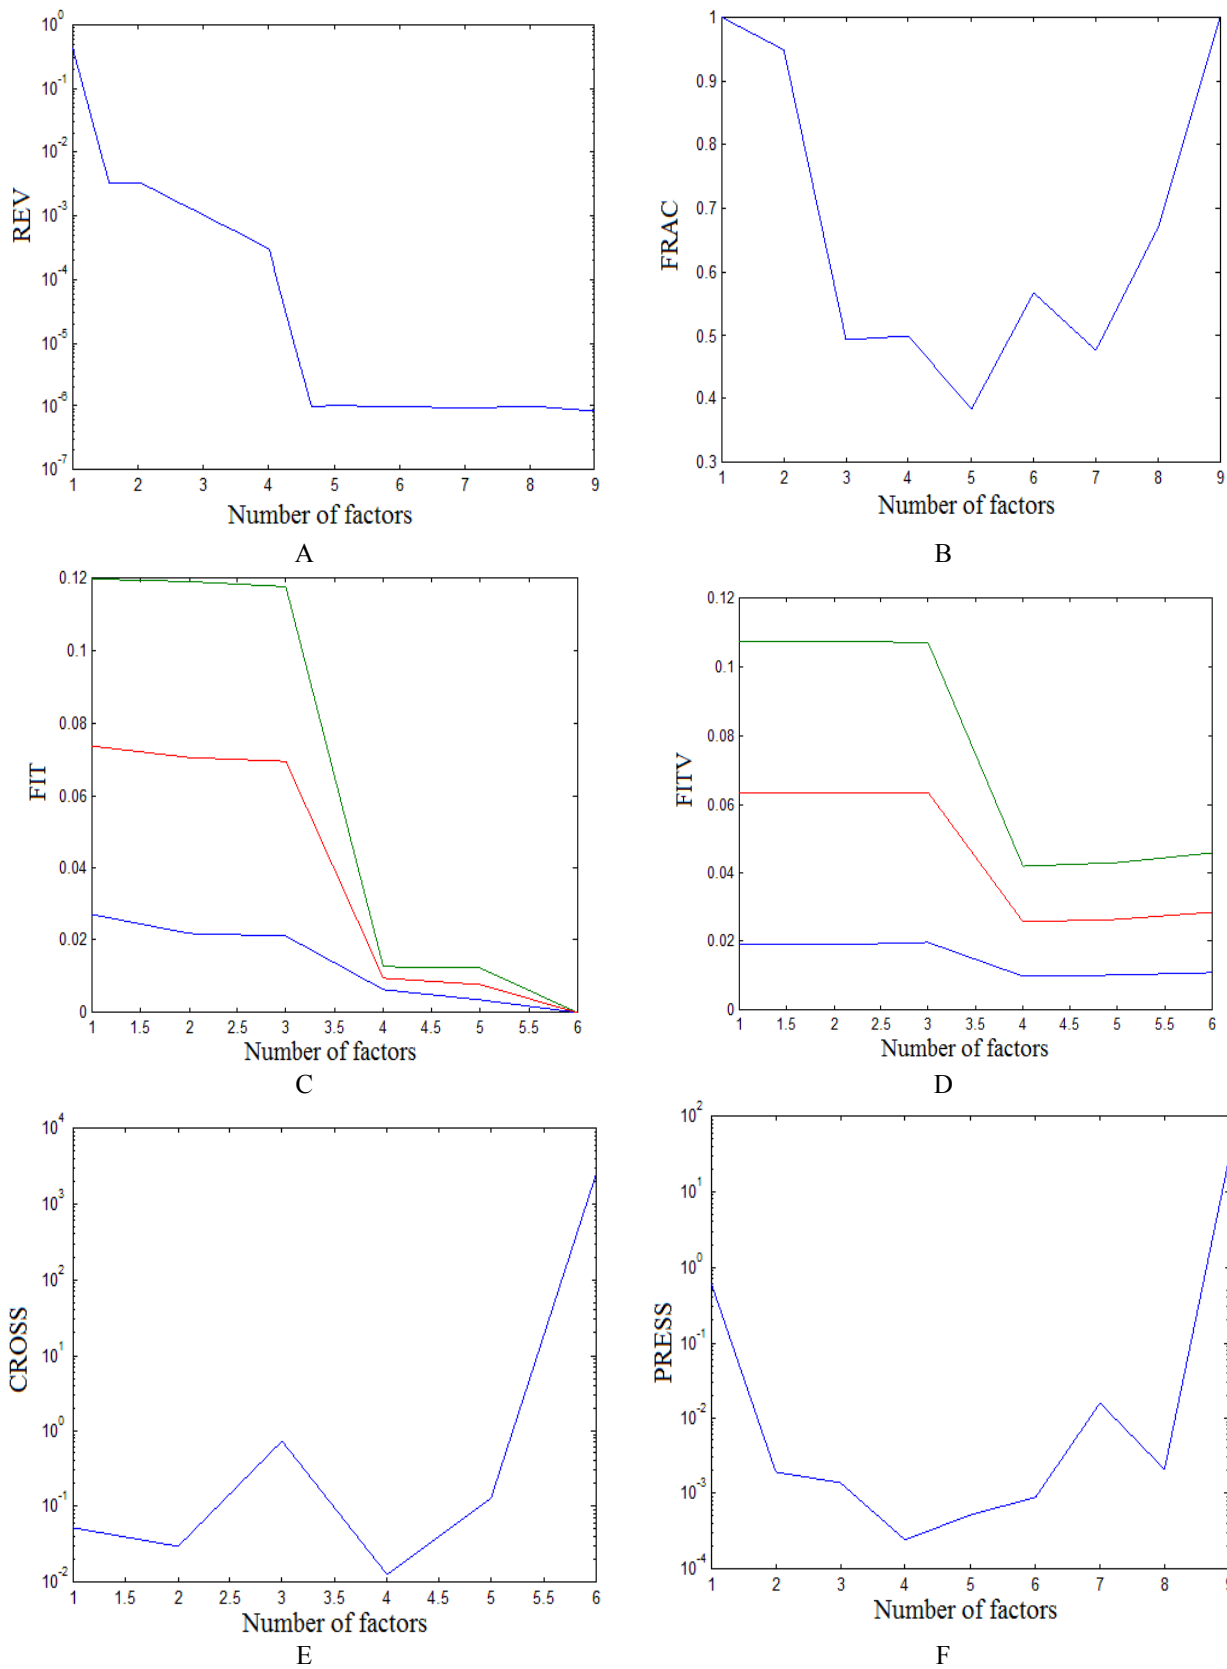 10^0
10^-1
10^-2
10^-3
10^-4
10^-5
10^-6
10^-7
REV
1 2 3 4 5 6 7 8 9
Number of factors
A
1
0.9
0.8
0.7
0.6
0.5
0.4
0.3
FRAC
1 2 3 4 5 6 7 8 9
Number of factors
B
0.12
0.1
0.08
0.06
0.04
0.02
0
FIT
1 1.5 2 2.5 3 3.5 4 4.5 5 5.5 6
Number of factors
C
0.12
0.1
0.08
0.06
0.04
0.02
0
FITV
1 1.5 2 2.5 3 3.5 4 4.5 5 5.5 6
Number of factors
D
10^4
10^3
10^2
10^1
10^0
10^-1
10^-2
CROSS
1 1.5 2 2.5 3 3.5 4 4.5 5 5.5 6
Number of factors
E
10^2
10^1
10^0
10^-1
10^-2
10^-3
10^-4
PRESS
1 2 3 4 5 6 7 8 9
Number of factors
F